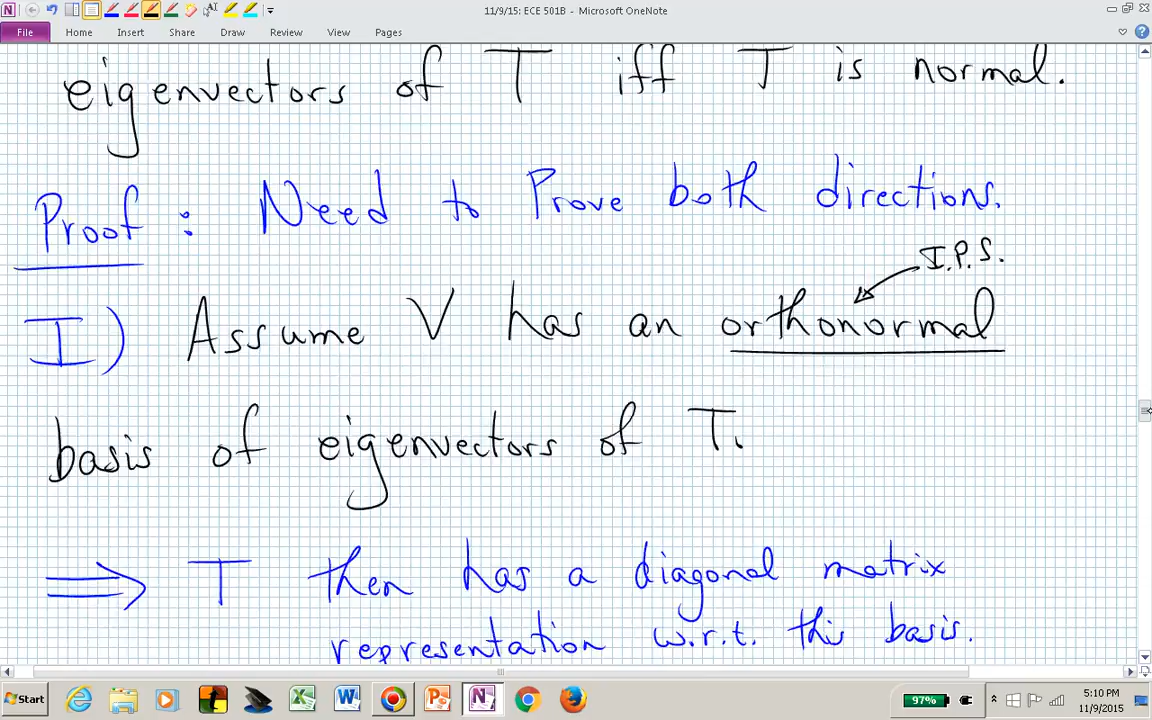 11/9/15: ECE 501B - Microsoft OneNote
File Home Insert Share Draw Review View Pages
eigenvectors of T iff T is normal.
Proof: Need to Prove both directions.
I.P.S.
I) Assume V has an orthonormal
basis of eigenvectors of T.
⟹ T then has a diagonal matrix
representation w.r.t. this basis.
Start
97%
5:10 PM
11/9/2015